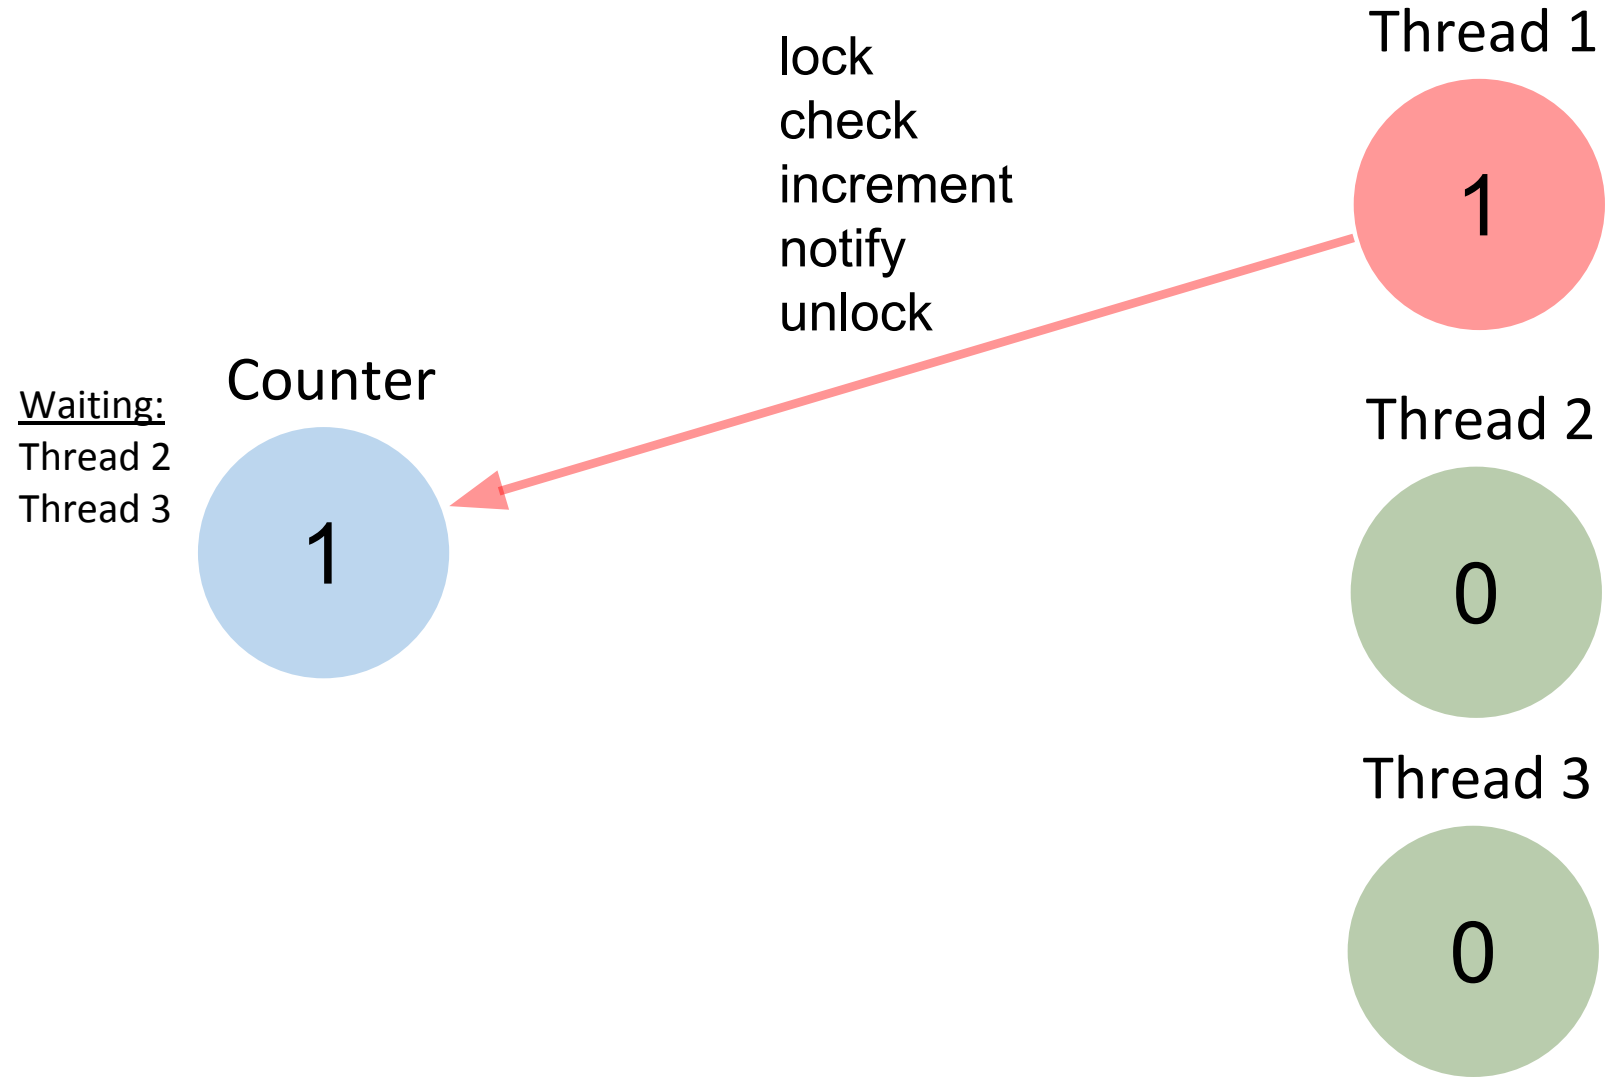 Thread 1
lock
check
increment
notify
unlock
1
Counter
Waiting:
Thread 2
Thread 3
1
Thread 2
0
Thread 3
0